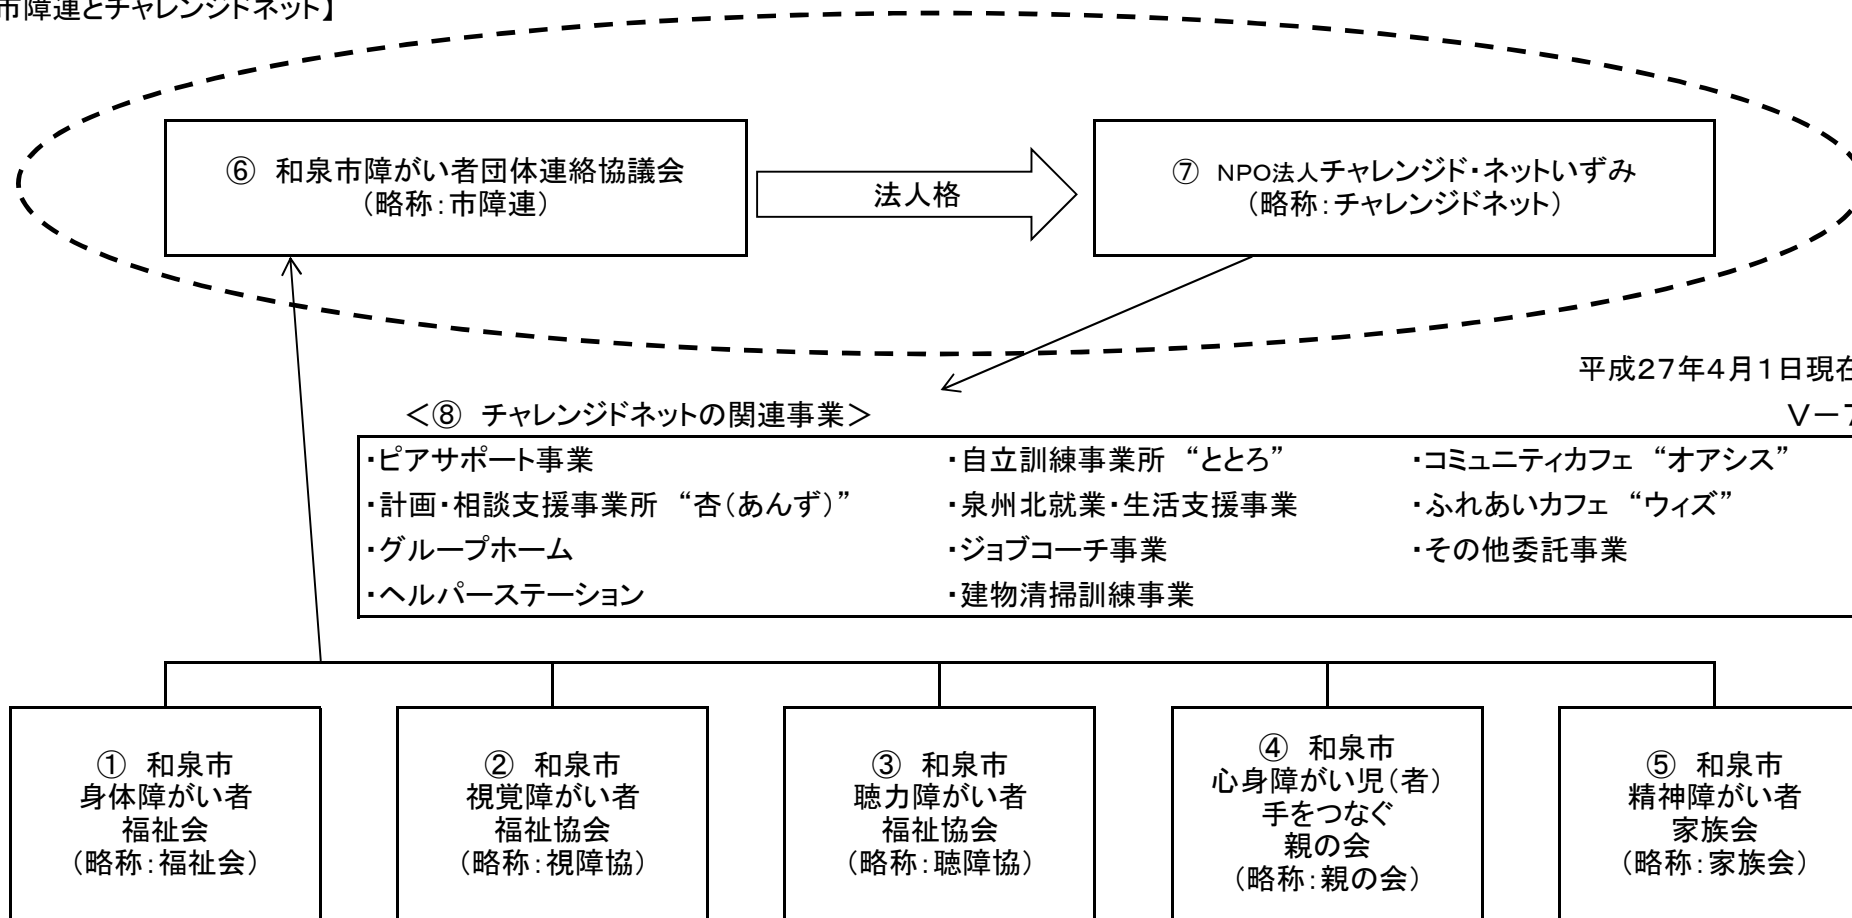 市障連とチャレンジドネット】
⑥　和泉市障がい者団体連絡協議会
（略称：市障連）
法人格
⑦　NPO法人チャレンジド・ネットいずみ
（略称：チャレンジドネット）
平成27年4月1日現在
＜⑧　チャレンジドネットの関連事業＞
Ⅴ－7
・ピアサポート事業
・計画・相談支援事業所　“杏（あんず）”
・グループホーム
・ヘルパーステーション
・自立訓練事業所　“ととろ”
・泉州北就業・生活支援事業
・ジョブコーチ事業
・建物清掃訓練事業
・コミュニティカフェ　“オアシス”
・ふれあいカフェ　“ウィズ”
・その他委託事業
①　和泉市
身体障がい者
福祉会
（略称：福祉会）
②　和泉市
視覚障がい者
福祉協会
（略称：視障協）
③　和泉市
聴力障がい者
福祉協会
（略称：聴障協）
④　和泉市
心身障がい児（者）
手をつなぐ
親の会
（略称：親の会）
⑤　和泉市
精神障がい者
家族会
（略称：家族会）